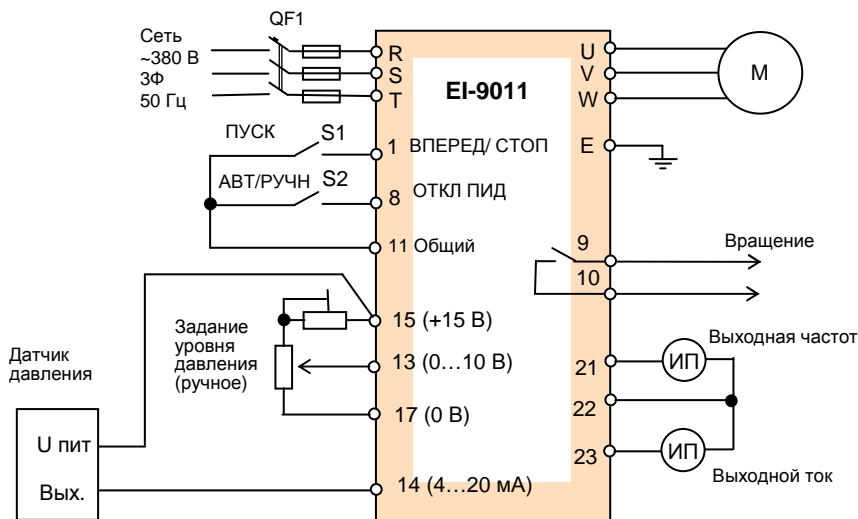 QF1
Сеть
~380 В
3Ф
50 Гц
R
S
T
EI-9011
U
V
W
М
ПУСК
S1
1
ВПЕРЕД/ СТОП
E
АВТ/РУЧН
S2
8
ОТКЛ ПИД
11 Общий
9
10
Вращение
15 (+15 В)
Задание
уровня
давления
(ручное)
13 (0...10 В)
17 (0 В)
Датчик
давления
U пит
Вых.
14 (4...20 мА)
Выходная частот
21
ИП
22
23
ИП
Выходной ток